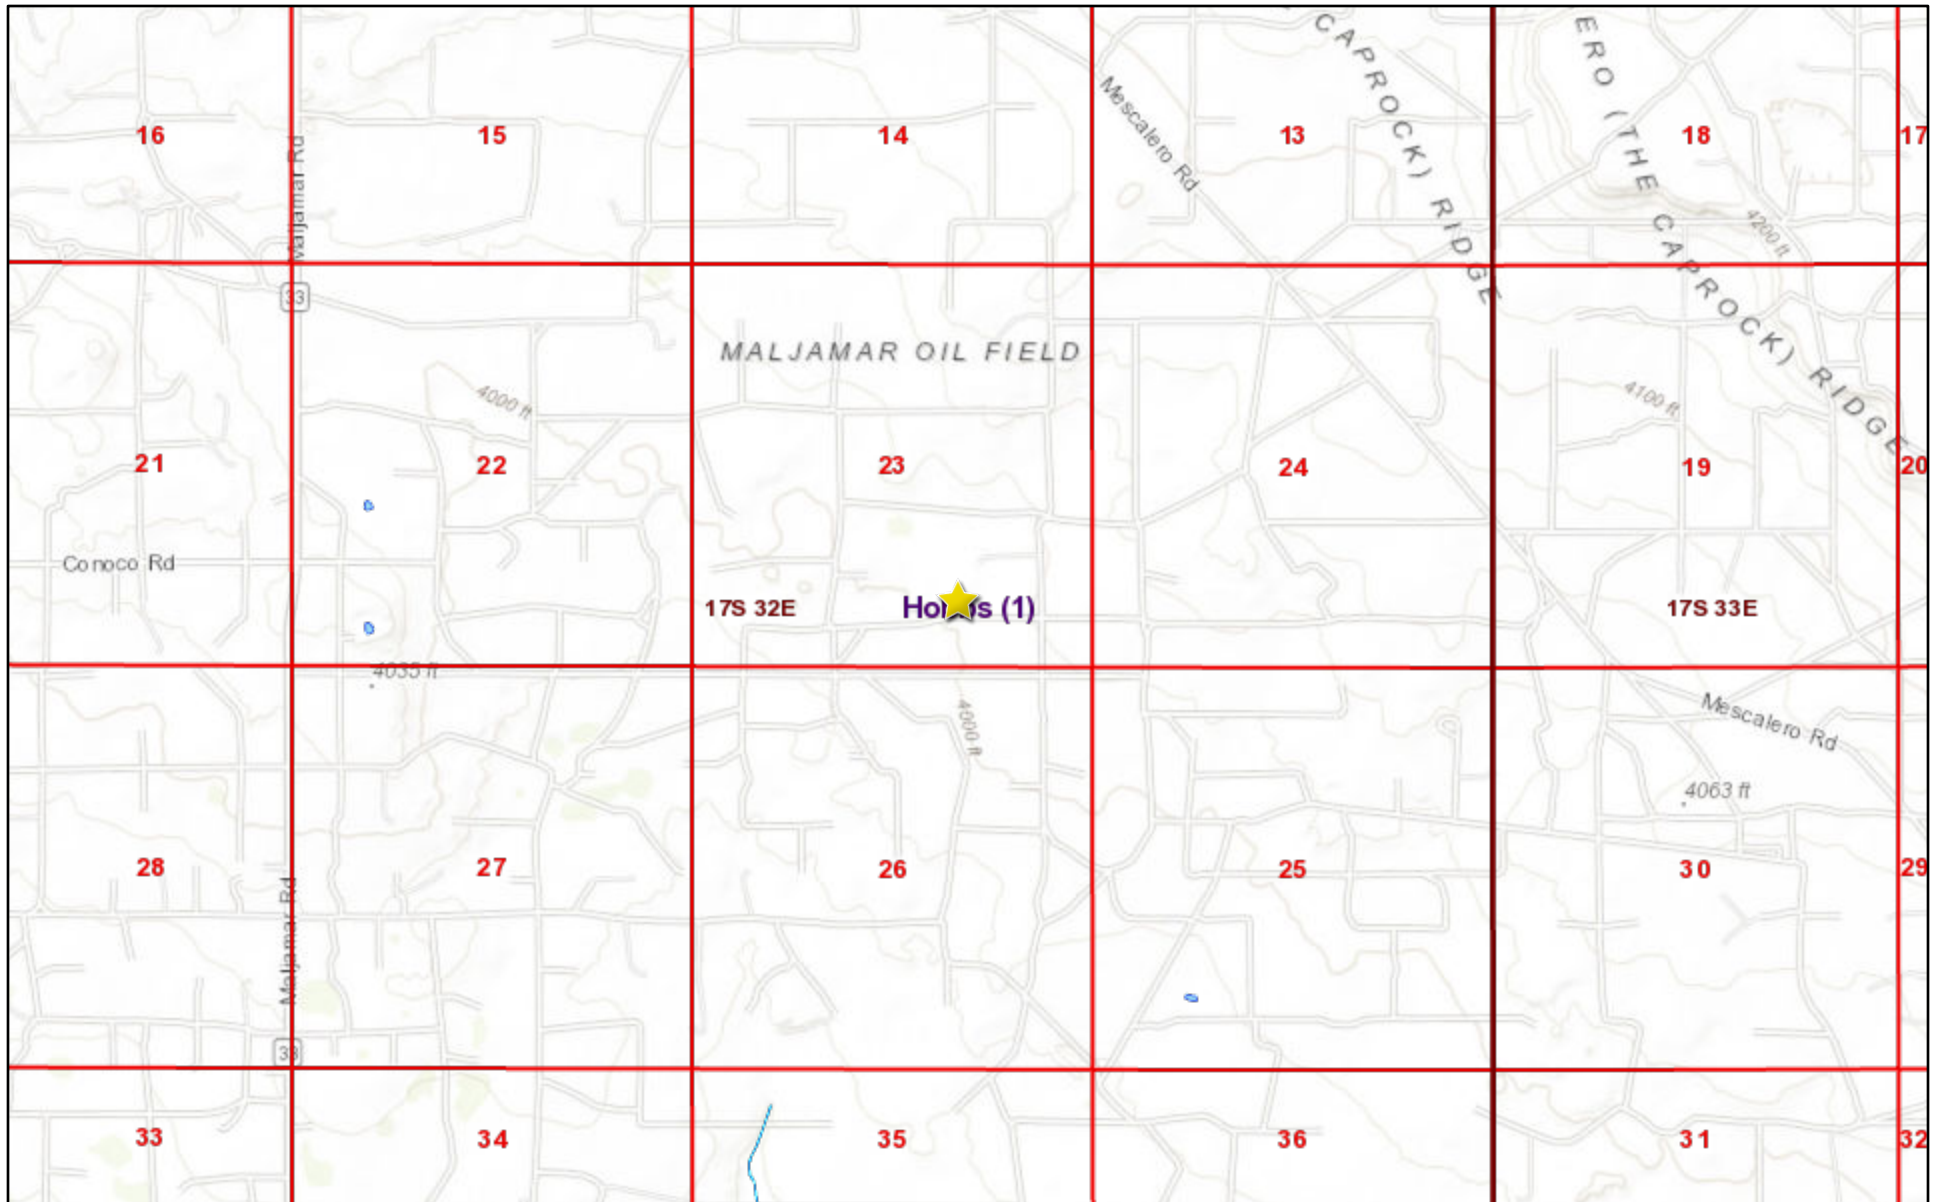 CAPROCK) RIDGE
ERO (THE CAPROCK) RIDGE
Mescalero Rd
16
15
14
13
18
17
Maljamar Rd
4200 ft
33
MALJAMAR OIL FIELD
4000 ft
4100 ft
21
22
23
24
19
20
Conoco Rd
17S 32E
(1)
17S 33E
4035 ft
4000 ft
Mescalero Rd
4063 ft
28
27
26
25
30
29
Maljamar Rd
33
33
34
35
36
31
32